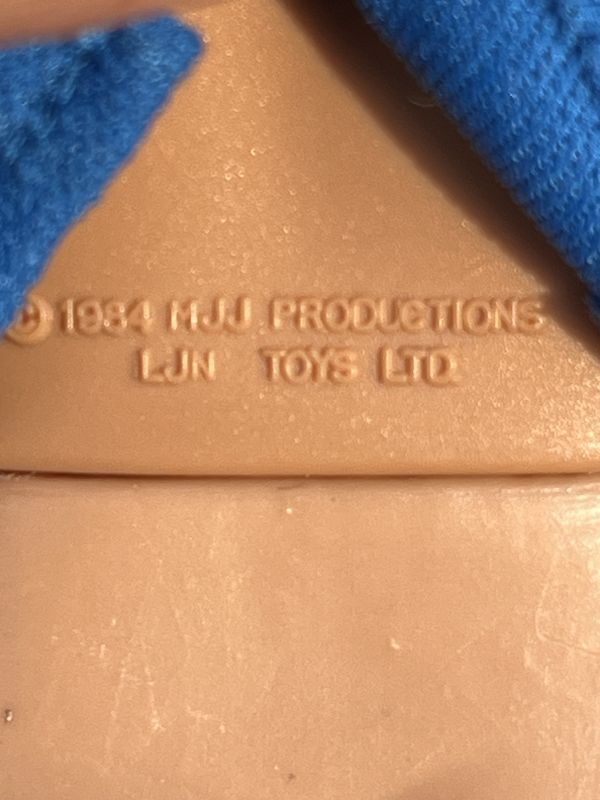 © 1984 MJJ PRODUCTIONS
LJN TOYS LTD.